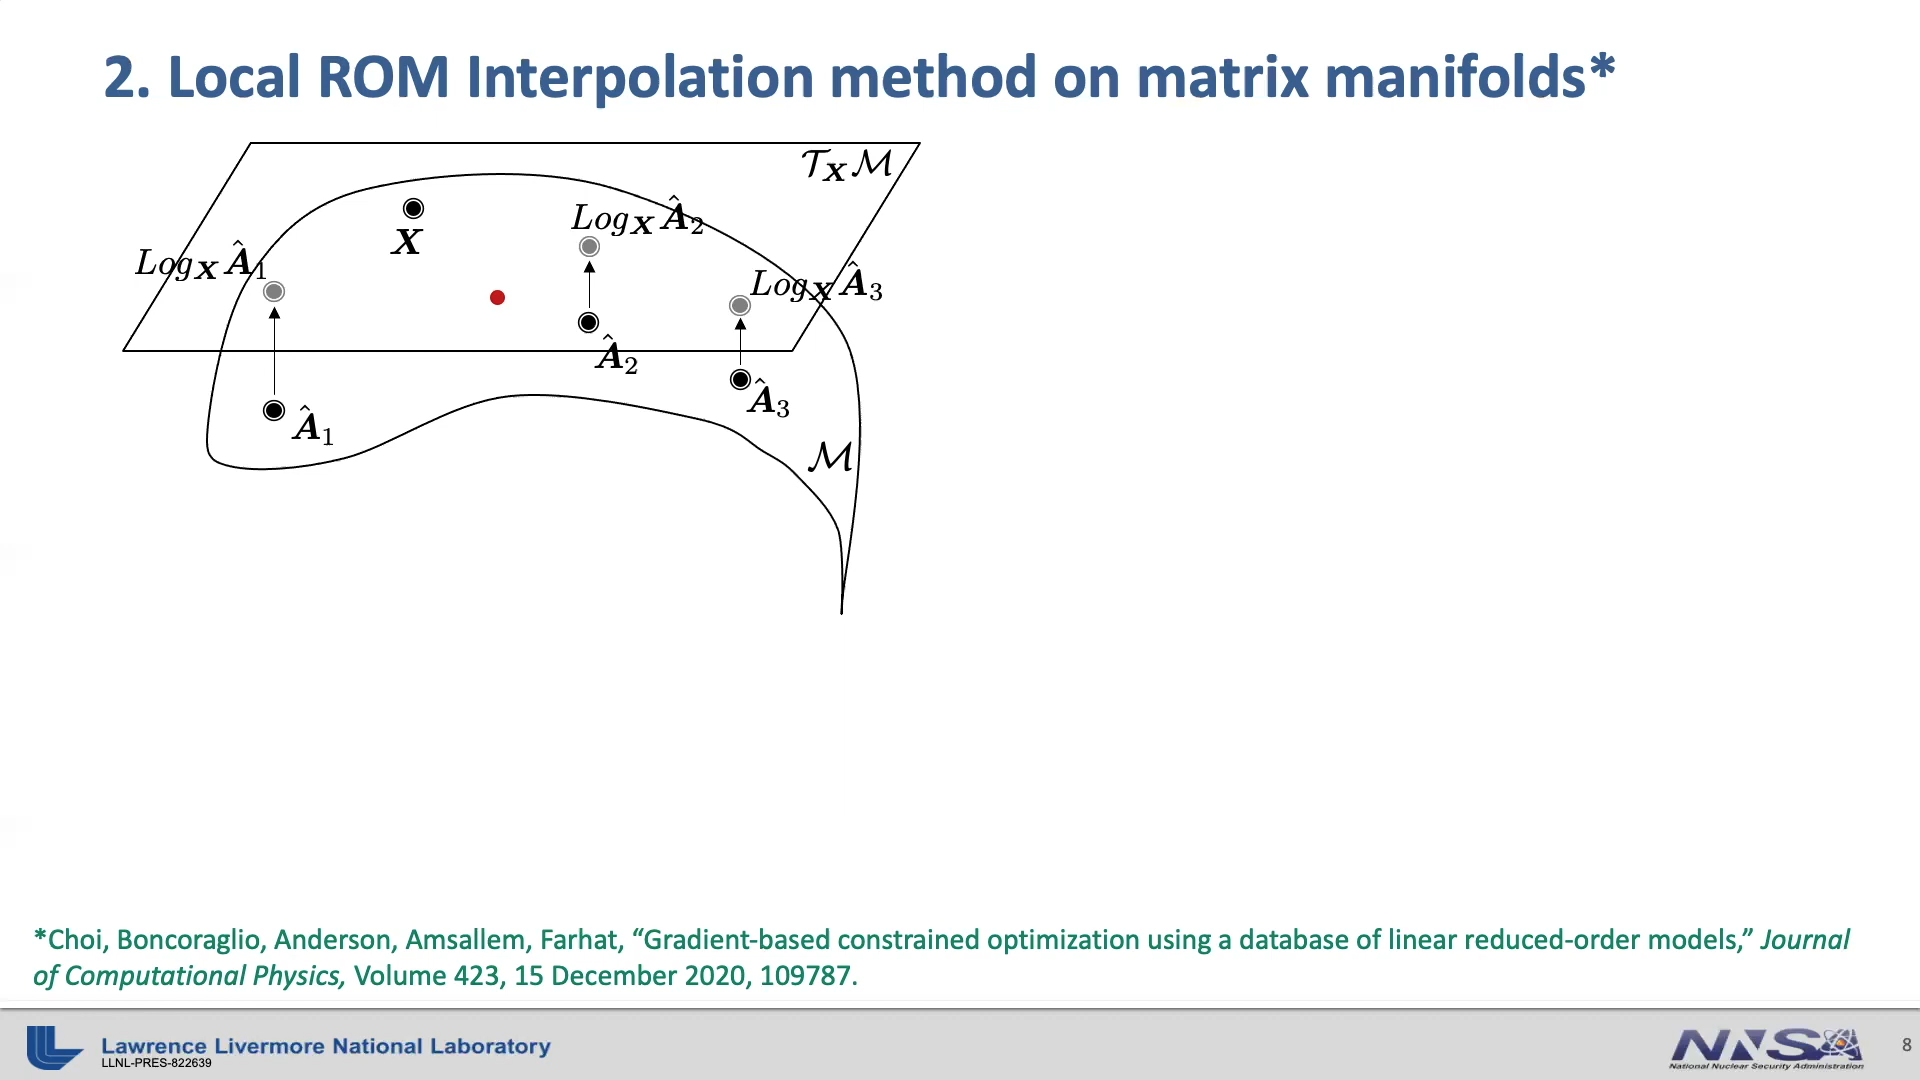 2. Local ROM Interpolation method on matrix manifolds*
𝒯_X ℳ
Log_X Â_2
X
Log_X Â_1
Log_X Â_3
Â_2
Â_3
Â_1
ℳ
*Choi, Boncoraglio, Anderson, Amsallem, Farhat, “Gradient-based constrained optimization using a database of linear reduced-order models,” Journal
of Computational Physics, Volume 423, 15 December 2020, 109787.
Lawrence Livermore National Laboratory
LLNL-PRES-822639
NNSA
National Nuclear Security Administration
8